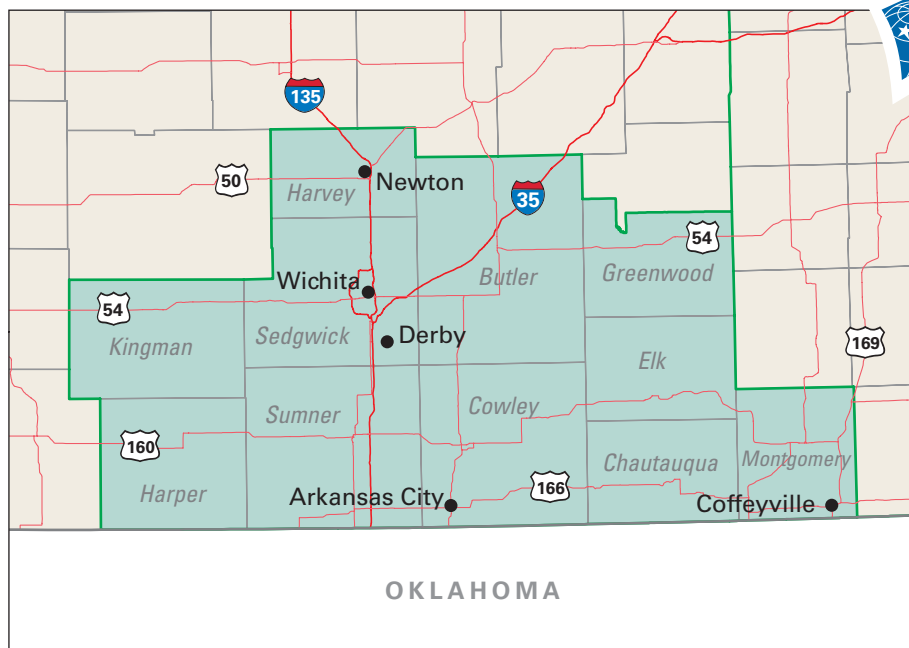 135
50
Newton
Harvey
35
54
Butler
Greenwood
Wichita
54
Kingman
Sedgwick
Derby
169
Elk
Sumner
Cowley
160
Chautauqua
Montgomery
Harper
166
Arkansas City
Coffeyville
OKLAHOMA